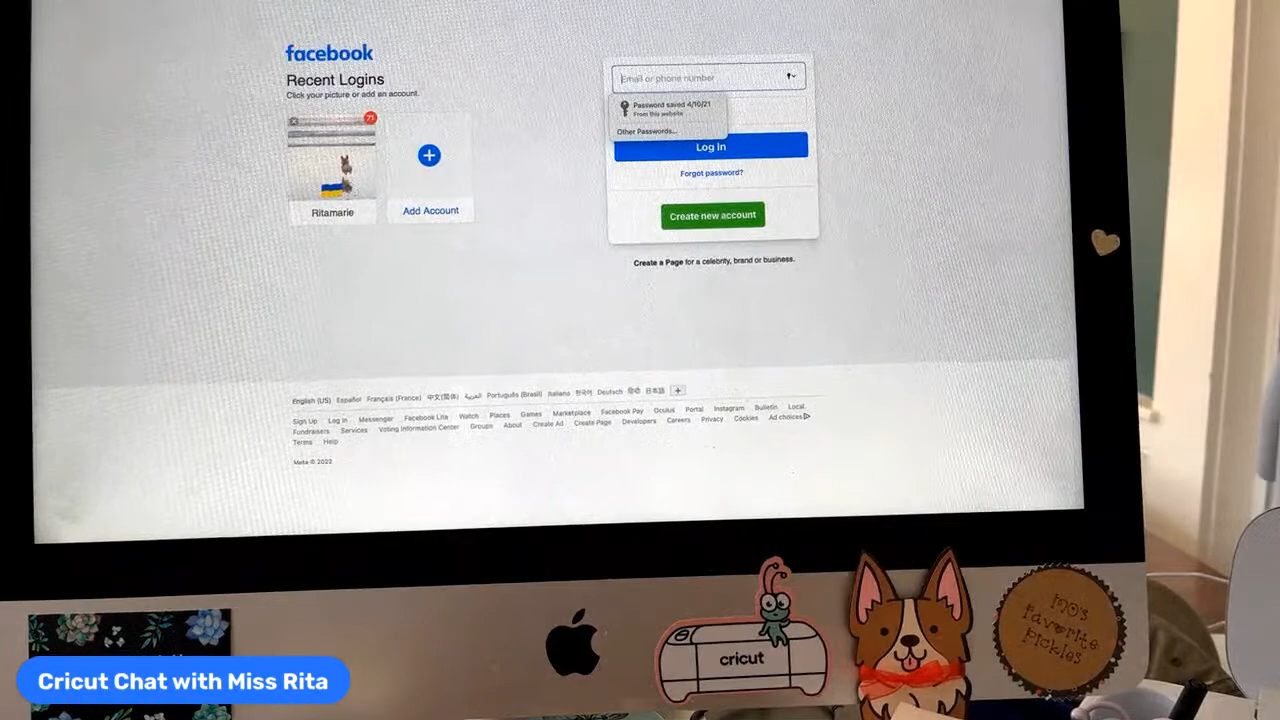 facebook
Recent Logins
Click your picture or add an account.
71
Ritamarie
Add Account
Email or phone number
Password saved 4/10/21
From this website
Other Passwords...
Log In
Forgot password?
Create new account
Create a Page for a celebrity, brand or business.
English (US) Español Français (France) 中文(简体) العربية Português (Brasil) Italiano 한국어 Deutsch हिन्दी 日本語 +
Sign Up Log In Messenger Facebook Lite Watch Places Games Marketplace Facebook Pay Oculus Portal Instagram Bulletin Local
Fundraisers Services Voting Information Center Groups About Create Ad Create Page Developers Careers Privacy Cookies Ad choices
Terms Help
Meta © 2022
cricut
MO's
favorite
pickles
Cricut Chat with Miss Rita